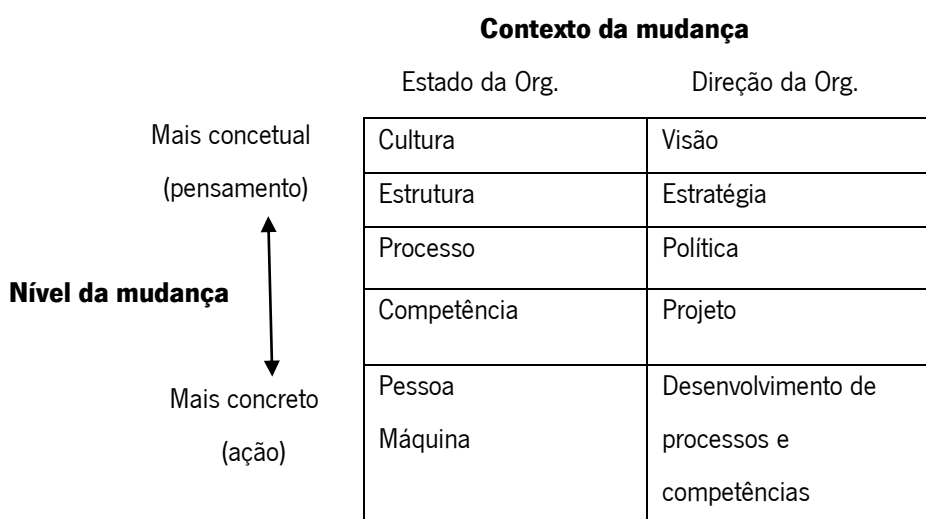 Contexto da mudança
Estado da Org. Direção da Org.
Mais concetual
(pensamento)
Nível da mudança
Mais concreto
(ação)
Cultura Visão
Estrutura Estratégia
Processo Política
Competência Projeto
Pessoa Desenvolvimento de
Máquina processos e
competências